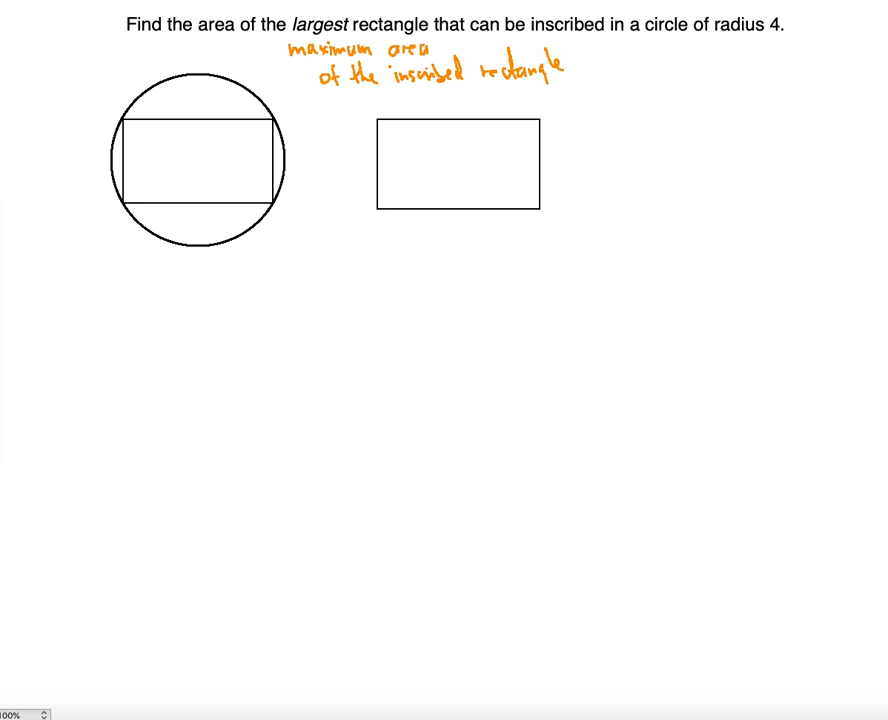 Find the area of the largest rectangle that can be inscribed in a circle of radius 4.
maximum area
of the inscribed rectangle
100%